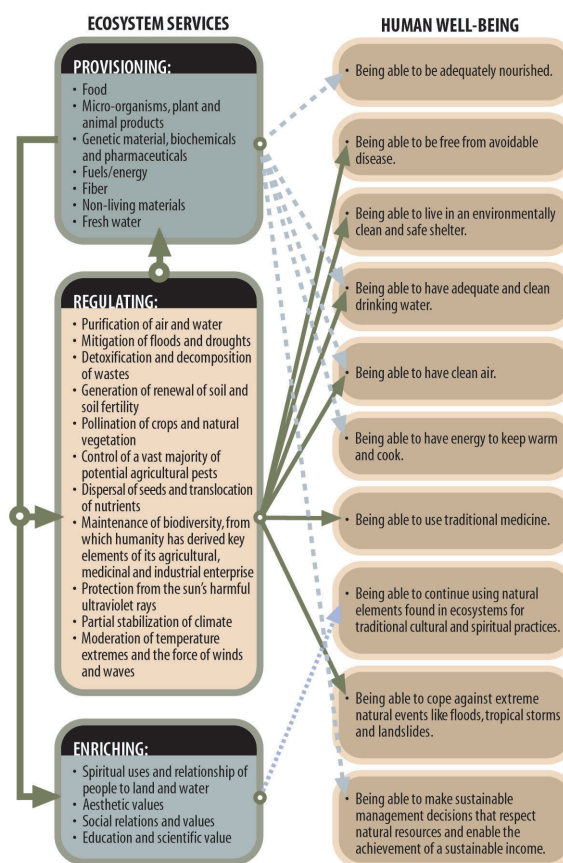 ECOSYSTEM SERVICES
PROVISIONING:
• Food
• Micro-organisms, plant and
animal products
• Genetic material, biochemicals
and pharmaceuticals
• Fuels/energy
• Fiber
• Non-living materials
• Fresh water
REGULATING:
• Purification of air and water
• Mitigation of floods and droughts
• Detoxification and decomposition
of wastes
• Generation of renewal of soil and
soil fertility
• Pollination of crops and natural
vegetation
• Control of a vast majority of
potential agricultural pests
• Dispersal of seeds and translocation
of nutrients
• Maintenance of biodiversity, from
which humanity has derived key
elements of its agricultural,
medicinal and industrial enterprise
• Protection from the sun's harmful
ultraviolet rays
• Partial stabilization of climate
• Moderation of temperature
extremes and the force of winds
and waves
ENRICHING:
• Spiritual uses and relationship of
people to land and water
• Aesthetic values
• Social relations and values
• Education and scientific value
HUMAN WELL-BEING
• Being able to be adequately nourished.
• Being able to be free from avoidable
disease.
• Being able to live in an environmentally
clean and safe shelter.
• Being able to have adequate and clean
drinking water.
• Being able to have clean air.
• Being able to have energy to keep warm
and cook.
• Being able to use traditional medicine.
• Being able to continue using natural
elements found in ecosystems for
traditional cultural and spiritual practices.
• Being able to cope against extreme
natural events like floods, tropical storms
and landslides.
• Being able to make sustainable
management decisions that respect
natural resources and enable the
achievement of a sustainable income.